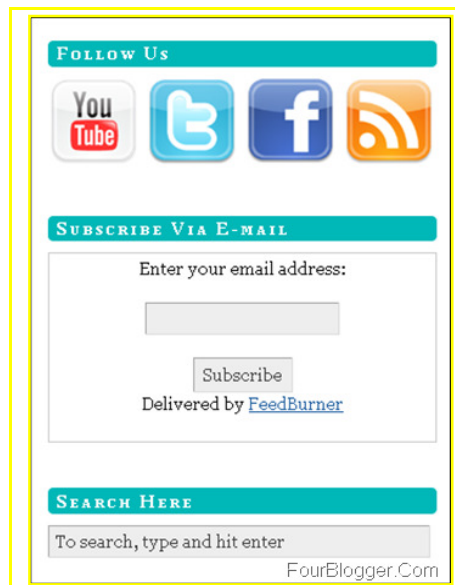 Follow Us
You
Tube
t
f
Subscribe Via E-mail
Enter your email address:
Subscribe
Delivered by FeedBurner
Search Here
To search, type and hit enter
FourBlogger.Com